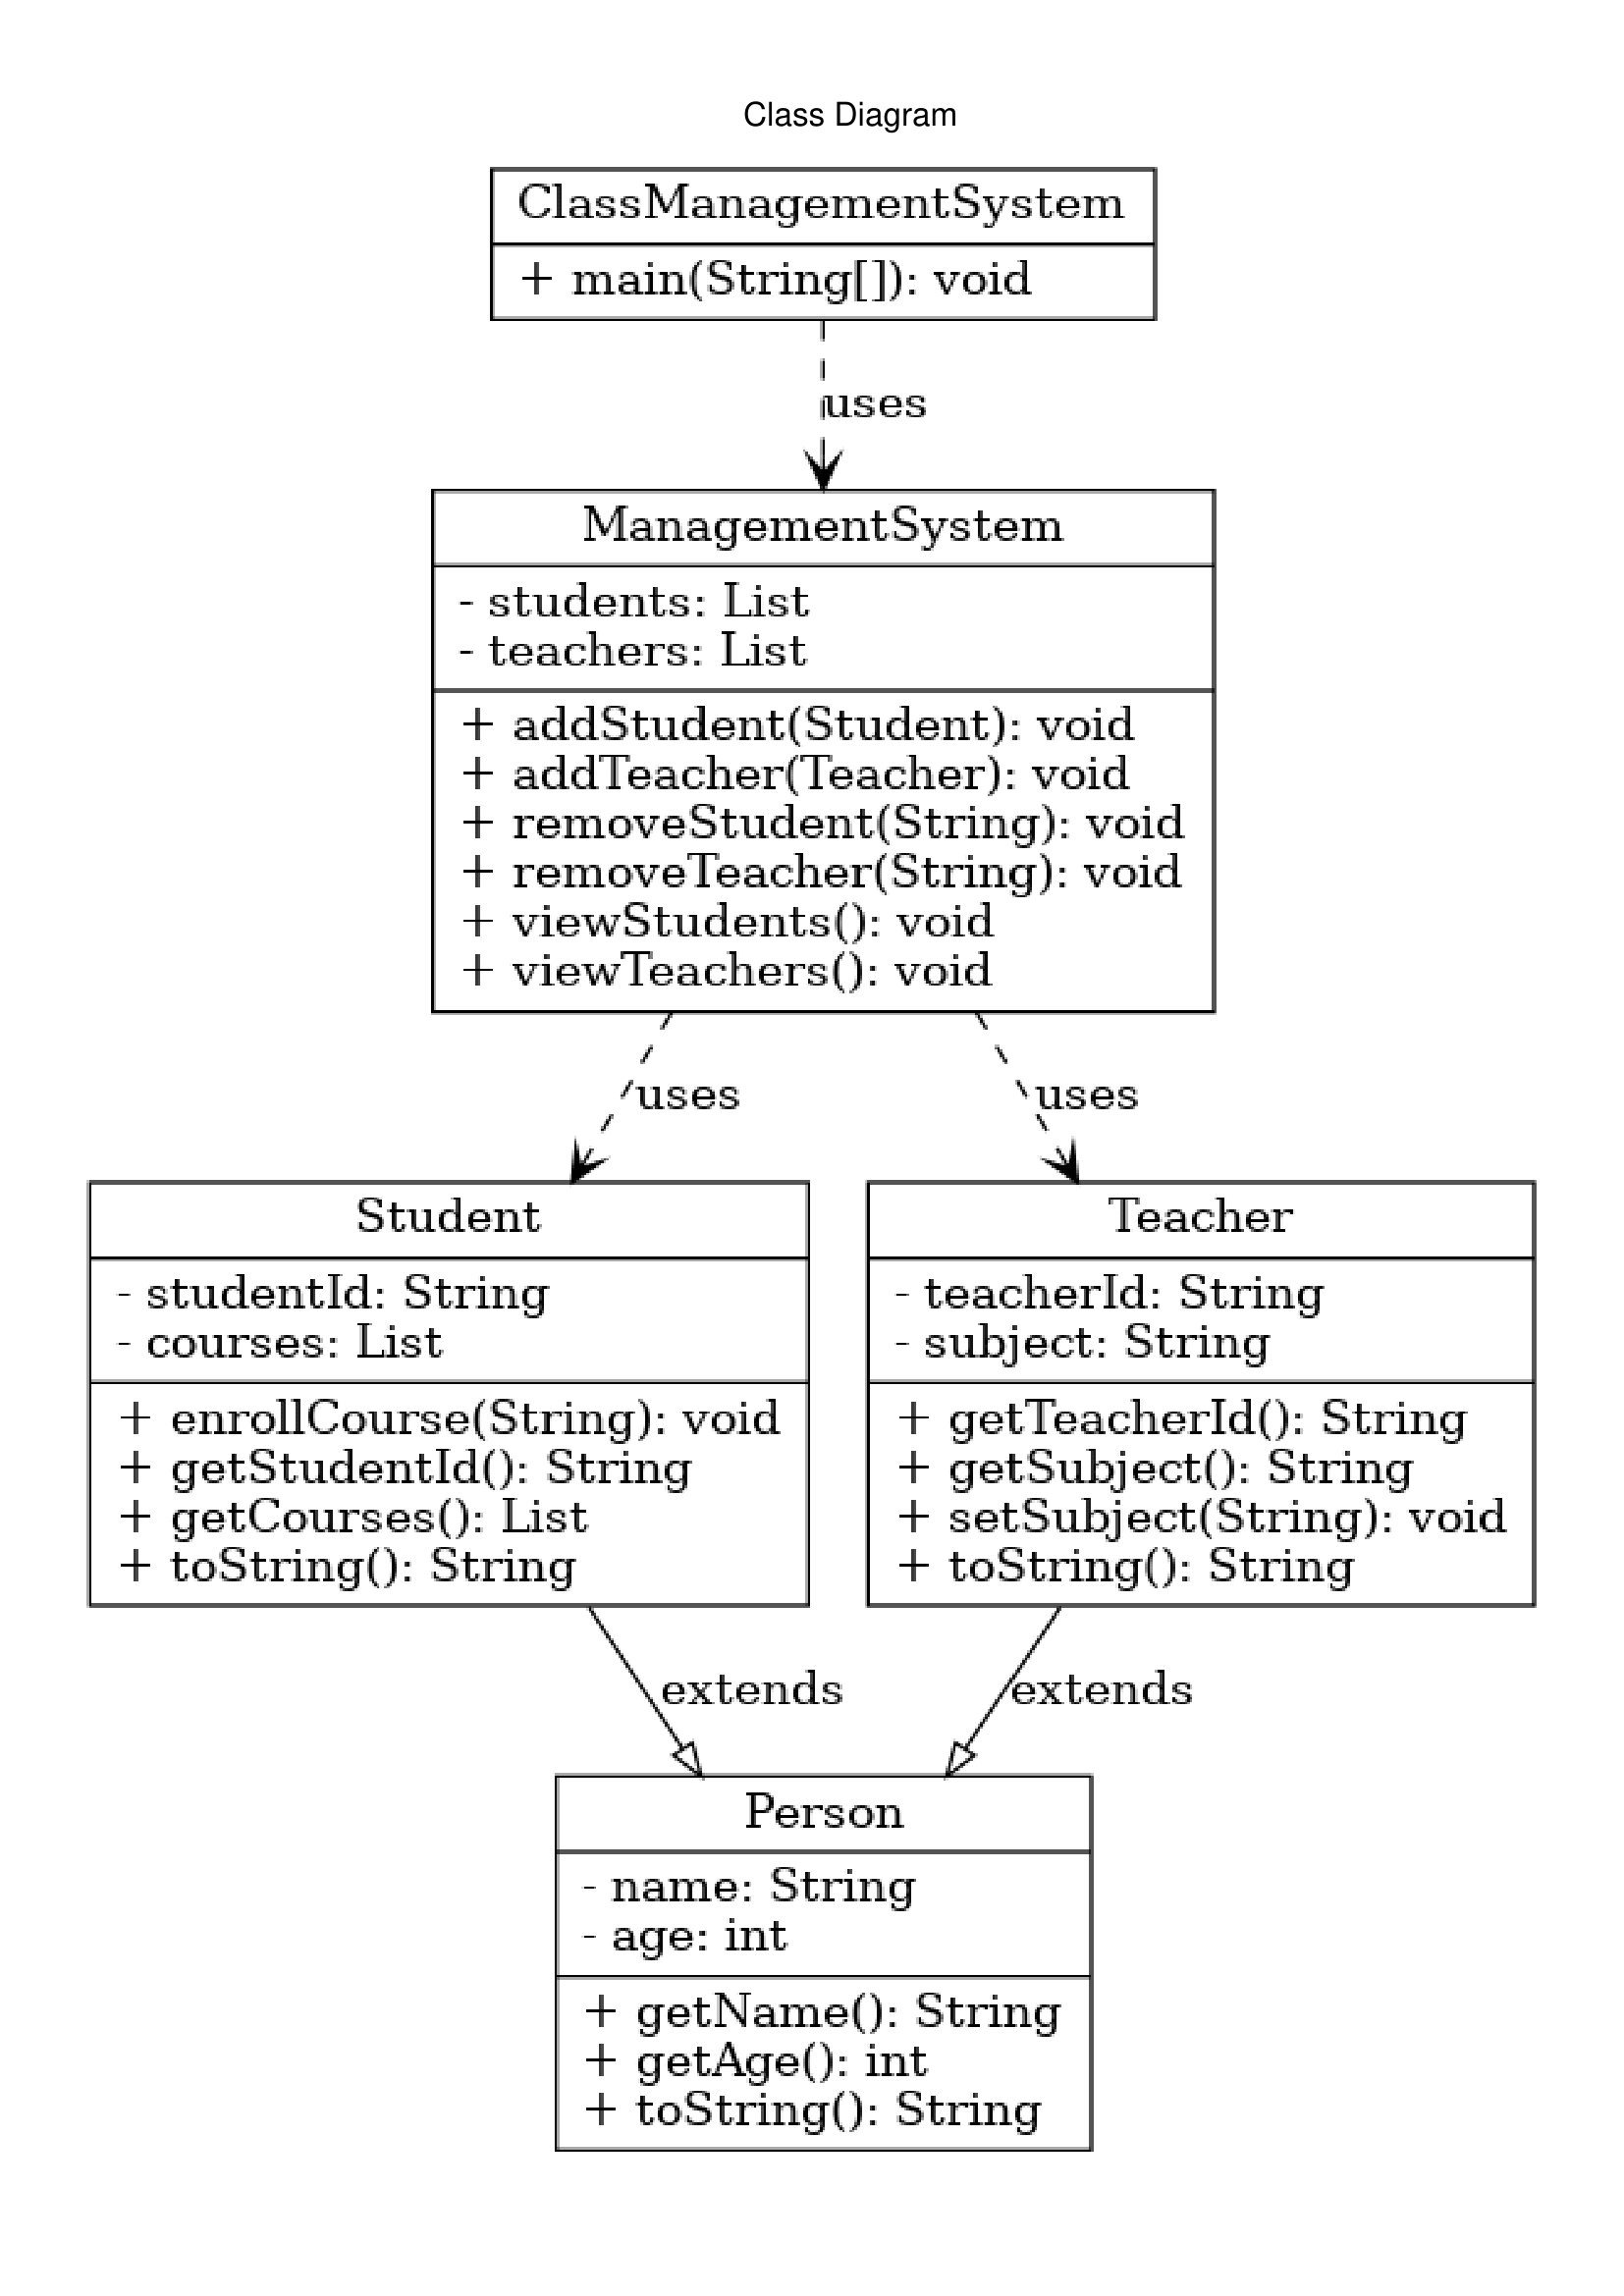 Class Diagram
ClassManagementSystem
+ main(String[]): void
uses
ManagementSystem
- students: List
- teachers: List
+ addStudent(Student): void
+ addTeacher(Teacher): void
+ removeStudent(String): void
+ removeTeacher(String): void
+ viewStudents(): void
+ viewTeachers(): void
uses
uses
Student
- studentId: String
- courses: List
+ enrollCourse(String): void
+ getStudentId(): String
+ getCourses(): List
+ toString(): String
Teacher
- teacherId: String
- subject: String
+ getTeacherId(): String
+ getSubject(): String
+ setSubject(String): void
+ toString(): String
extends
extends
Person
- name: String
- age: int
+ getName(): String
+ getAge(): int
+ toString(): String